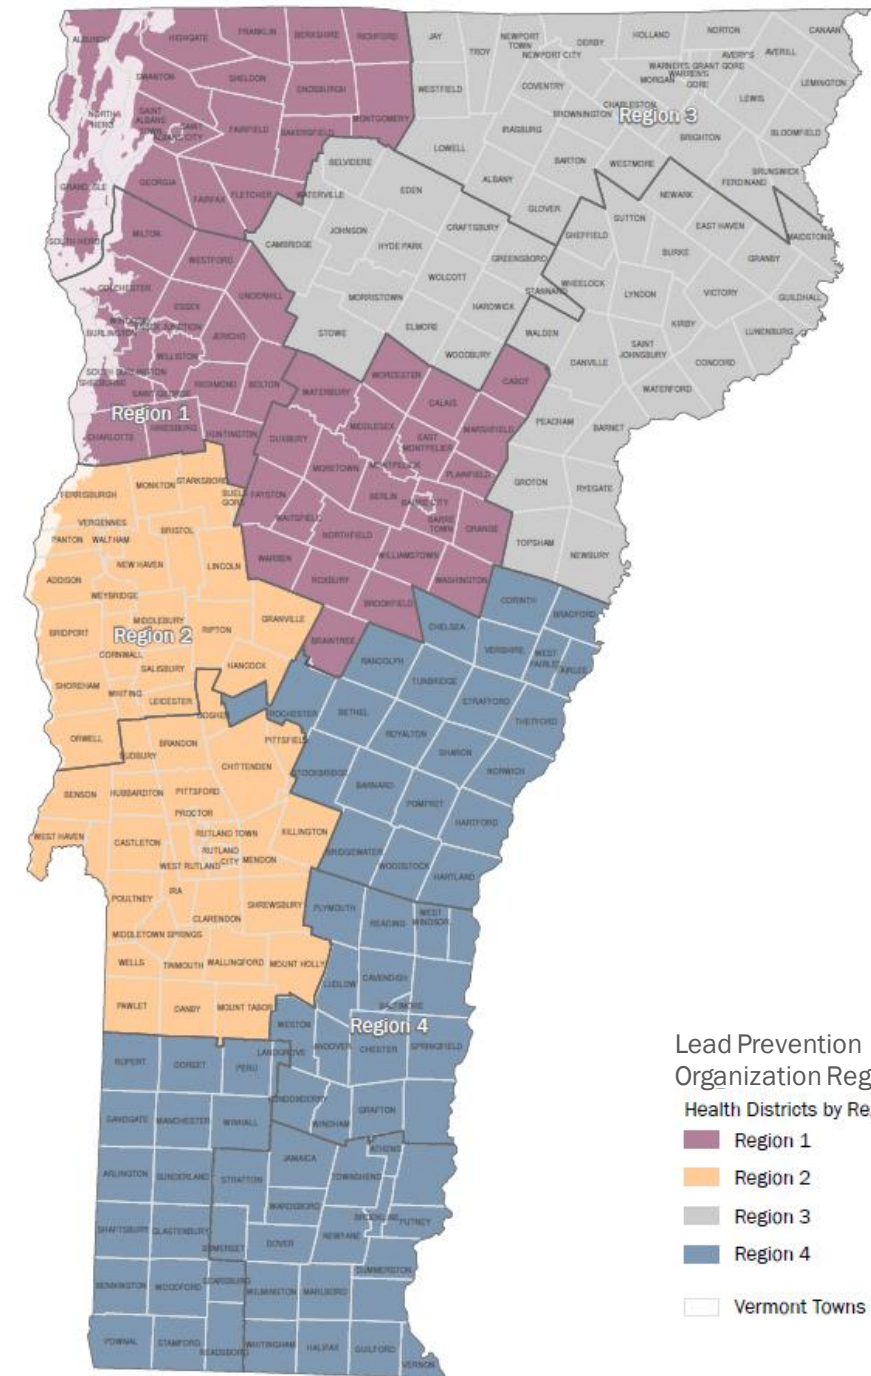 ALBURGH
HIGHGATE
FRANKLIN
BERKSHIRE
RICHFORD
JAY
TROY
NEWPORT
TOWN
NEWPORT CITY
DERBY
HOLLAND
NORTON
CANAAN
AVERY'S
AVERILL
WARNER'S GRANT GORE
WARREN'S
GORE
MORGAN
LEMINGTON
SWANTON
SHELDON
ENOSBURGH
WESTFIELD
COVENTRY
CHARLESTON
BROWNINGTON
LEWIS
Region 3
NORTH
HERO
SAINT
ALBANS
TOWN
SAINT
ALBANS CITY
FAIRFIELD
BAKERSFIELD
MONTGOMERY
IRASBURG
BRIGHTON
BLOOMFIELD
LOWELL
BARTON
WESTMORE
BRUNSWICK
FERDINAND
GRAND ISLE
GEORGIA
FAIRFAX
FLETCHER
WATERVILLE
BELVIDERE
EDEN
ALBANY
GLOVER
NEWARK
SUTTON
EAST HAVEN
MAIDSTONE
SOUTH HERO
MILTON
WESTFORD
CAMBRIDGE
JOHNSON
HYDE PARK
CRAFTSBURY
GREENSBORO
SHEFFIELD
BURKE
GRANBY
COLCHESTER
ESSEX
UNDERHILL
WOLCOTT
STANNARD
WHEELOCK
LYNDON
VICTORY
GUILDHALL
BURLINGTON
JERICHO
MORRISTOWN
HARDWICK
STOWE
ELMORE
WOODBURY
WALDEN
DANVILLE
SAINT
JOHNSBURY
KIRBY
LUNENBURG
CONCORD
WATERFORD
WILLISTON
SOUTH BURLINGTON
SHELBURNE
SAINT GEORGE
RICHMOND
BOLTON
Region 1
CHARLOTTE
HINESBURG
HUNTINGTON
WATERBURY
WORCESTER
CABOT
CALAIS
DUXBURY
MIDDLESEX
EAST
MONTPELIER
MARSHFIELD
MORETOWN
MONTPELIER
PLAINFIELD
PEACHAM
BARNET
GROTON
RYEGATE
FERRISBURGH
MONKTON
STARKSBORO
BUELS
GORE
FAYSTON
BERLIN
BARRE CITY
BARRE
TOWN
ORANGE
TOPSHAM
NEWBURY
VERGENNES
PANTON
WALTHAM
BRISTOL
WAITSFIELD
NORTHFIELD
WILLIAMSTOWN
WASHINGTON
NEW HAVEN
LINCOLN
WARREN
ROXBURY
BROOKFIELD
ADDISON
WEYBRIDGE
BRIDPORT
MIDDLEBURY
Region 2
RIPTON
GRANVILLE
BRAINTREE
CHELSEA
CORINTH
BRADFORD
CORNWALL
SALISBURY
HANCOCK
RANDOLPH
VERSHIRE
WEST
FAIRLEE
FAIRLEE
SHOREHAM
WHITING
LEICESTER
TUNBRIDGE
STRAFFORD
THETFORD
ORWELL
SUDBURY
BRANDON
GOSHEN
ROCHESTER
BETHEL
ROYALTON
SHARON
NORWICH
PITTSFIELD
CHITTENDEN
STOCKBRIDGE
BARNARD
POMFRET
HARTFORD
BENSON
HUBBARDTON
PITTSFORD
PROCTOR
WEST HAVEN
CASTLETON
RUTLAND TOWN
RUTLAND
CITY
WEST RUTLAND
MENDON
KILLINGTON
BRIDGEWATER
WOODSTOCK
HARTLAND
POULTNEY
IRA
CLARENDON
SHREWSBURY
PLYMOUTH
READING
WEST
WINDSOR
MIDDLETOWN SPRINGS
WELLS
TINMOUTH
WALLINGFORD
MOUNT HOLLY
LUDLOW
CAVENDISH
BALTIMORE
PAWLET
DANBY
MOUNT TABOR
WESTON
Region 4
ANDOVER
CHESTER
SPRINGFIELD
RUPERT
DORSET
PERU
LANDGROVE
LONDONDERRY
WINDHAM
GRAFTON
SANDGATE
MANCHESTER
WINHALL
JAMAICA
ATHENS
ARLINGTON
SUNDERLAND
STRATTON
TOWNSHEND
WARDSBORO
BROOKLINE
PUTNEY
SHAFTSBURY
GLASTENBURY
SOMERSET
DOVER
NEWFANE
DUMMERSTON
BENNINGTON
WOODFORD
SEARSBURG
WILMINGTON
MARLBORO
POWNAL
STAMFORD
READSBORO
WHITINGHAM
HALIFAX
GUILFORD
VERNON
Lead Prevention
Organization Reg
Health Districts by Re
Region 1
Region 2
Region 3
Region 4
Vermont Towns